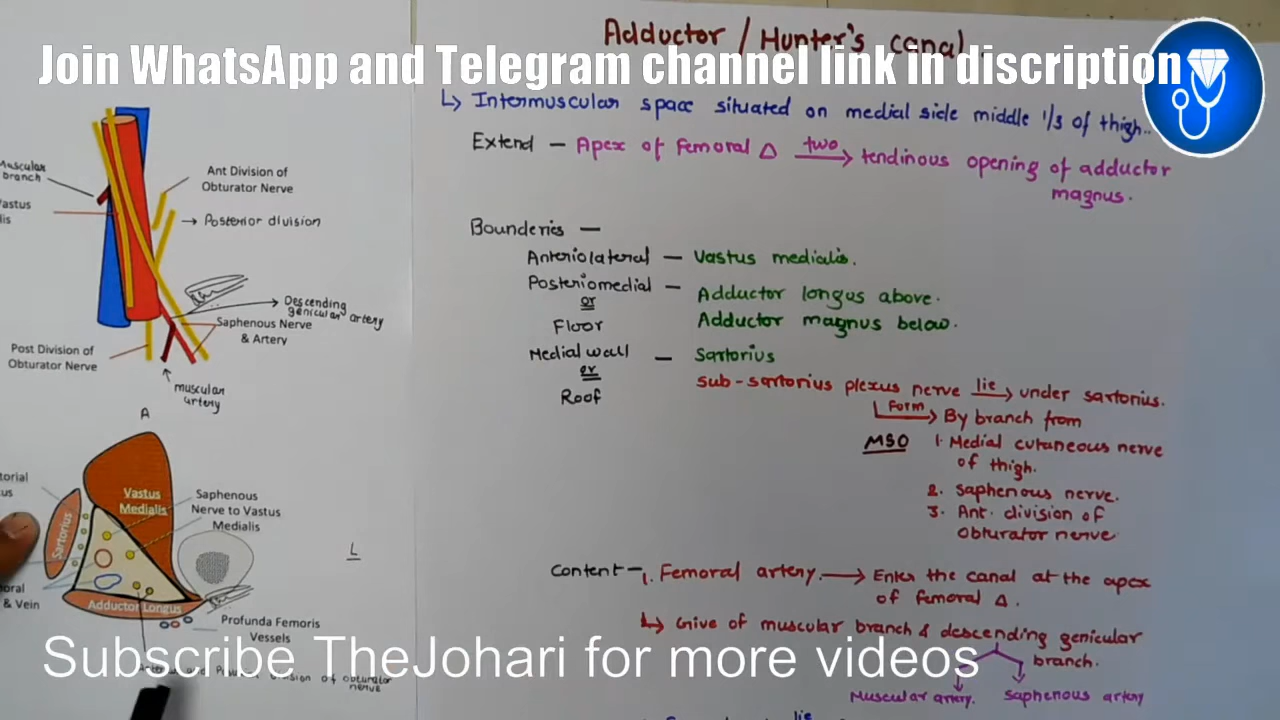 Adductor / Hunter's canal.
Join WhatsApp and Telegram channel link in discription
↳ Intermuscular space situated on medial side middle 1/3 of thigh..
Extend — Apex of femoral Δ two → tendinous opening of adductor
magnus.
Bounderies —
Anteriolateral — Vastus medialis.
Posteriomedial — Adductor longus above.
or
Floor
Adductor magnus below.
Medial wall — Sartorius
or
Roof
sub-sartorius plexus nerve lie → under sartorius.
Form → By branch from
MSO 1. Medial cutaneous nerve
of thigh.
2. Saphenous nerve.
3. Ant. division of
obturator nerve
Content — 1. Femoral artery. → Enter the canal at the apex
of femoral Δ.
↳ Give of muscular branch & descending genicular
branch.
Muscular artery. Saphenous artery
lie
Muscular
branch
Ant Division of
Obturator Nerve
→ Posterior division
Descending
genicular artery
Saphenous Nerve
& Artery
Post Division of
Obturator Nerve
muscular
artery
A
Vastus
Medialis
Saphenous
Nerve to Vastus
Medialis
Sartorius
L
& Vein
Adductor Longus
Profunda Femoris
Vessels
division of obturator
nerve
Subscribe TheJohari for more videos